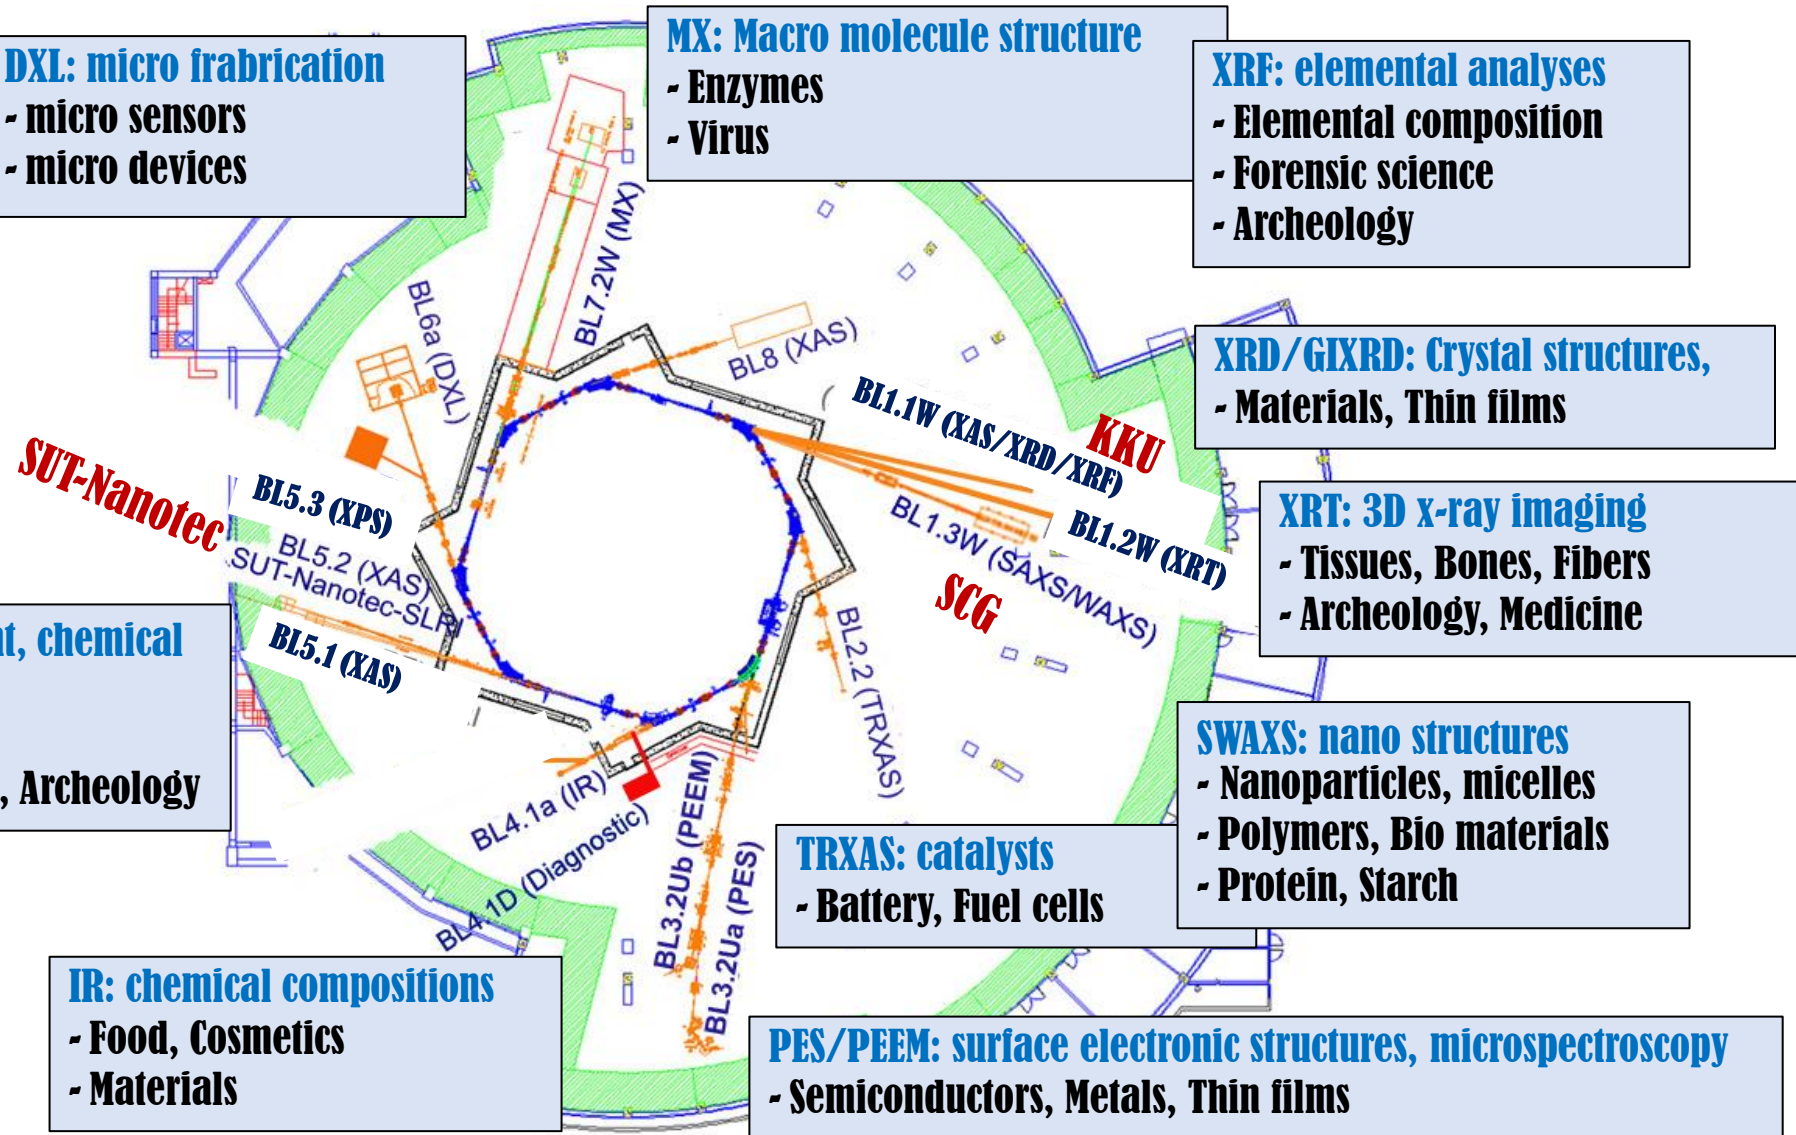 DXL: micro frabrication
- micro sensors
- micro devices
MX: Macro molecule structure
- Enzymes
- Virus
XRF: elemental analyses
- Elemental composition
- Forensic science
- Archeology
XRD/GIXRD: Crystal structures,
- Materials, Thin films
XRT: 3D x-ray imaging
- Tissues, Bones, Fibers
- Archeology, Medicine
BL7.2W (MX)
BL6a (DXL)
BL8 (XAS)
BL1.1W (XAS/XRD/XRF)
KKU
BL1.2W (XRT)
BL1.3W (SAXS/WAXS)
SCG
SUT-Nanotec
BL5.3 (XPS)
BL5.2 (XAS)
SUT-Nanotec-SLRI
BL5.1 (XAS)
BL2.2 (TRXAS)
, chemical
, Archeology
BL4.1a (IR)
BL4.1D (Diagnostic)
BL3.2Ub (PEEM)
BL3.2Ua (PES)
SWAXS: nano structures
- Nanoparticles, micelles
- Polymers, Bio materials
- Protein, Starch
TRXAS: catalysts
- Battery, Fuel cells
IR: chemical compositions
- Food, Cosmetics
- Materials
PES/PEEM: surface electronic structures, microspectroscopy
- Semiconductors, Metals, Thin films